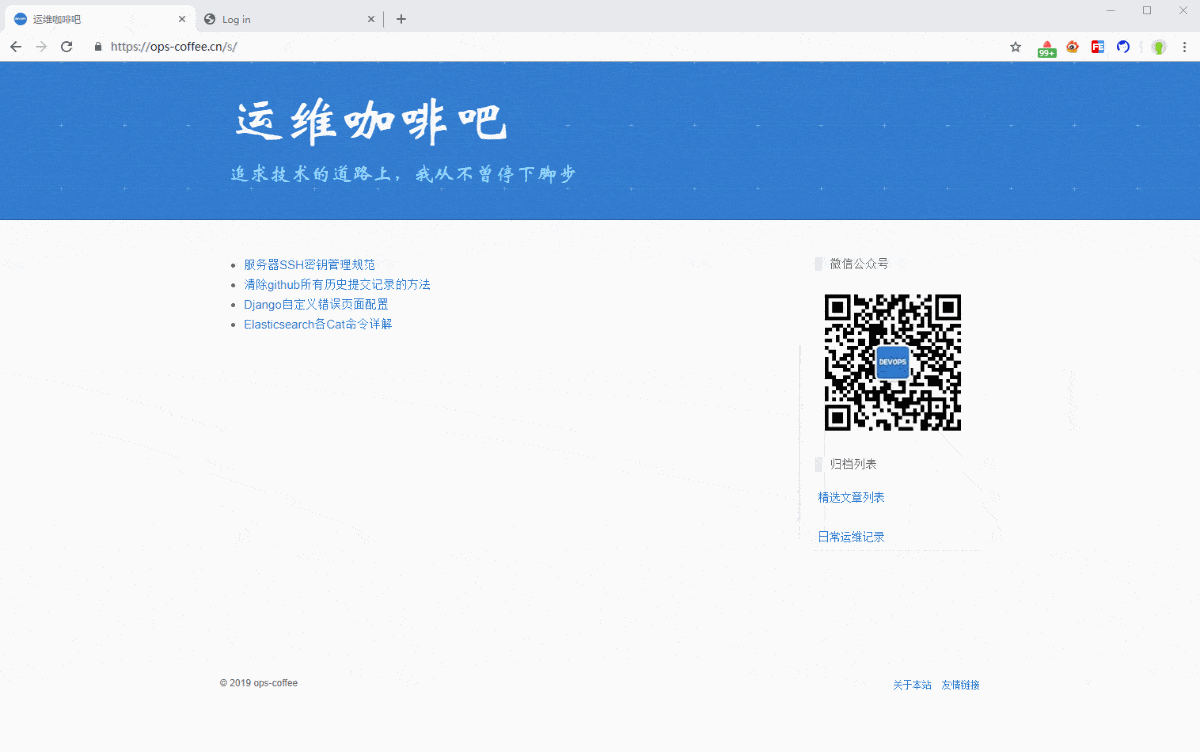 运维咖啡吧
Log in
https://ops-coffee.cn/s/
99+
FE
运维咖啡吧
追求技术的道路上，我从不曾停下脚步
服务器SSH密钥管理规范
清除github所有历史提交记录的方法
Django自定义错误页面配置
Elasticsearch各Cat命令详解
微信公众号
DEVOPS
归档列表
精选文章列表
日常运维记录
© 2019 ops-coffee
关于本站 友情链接